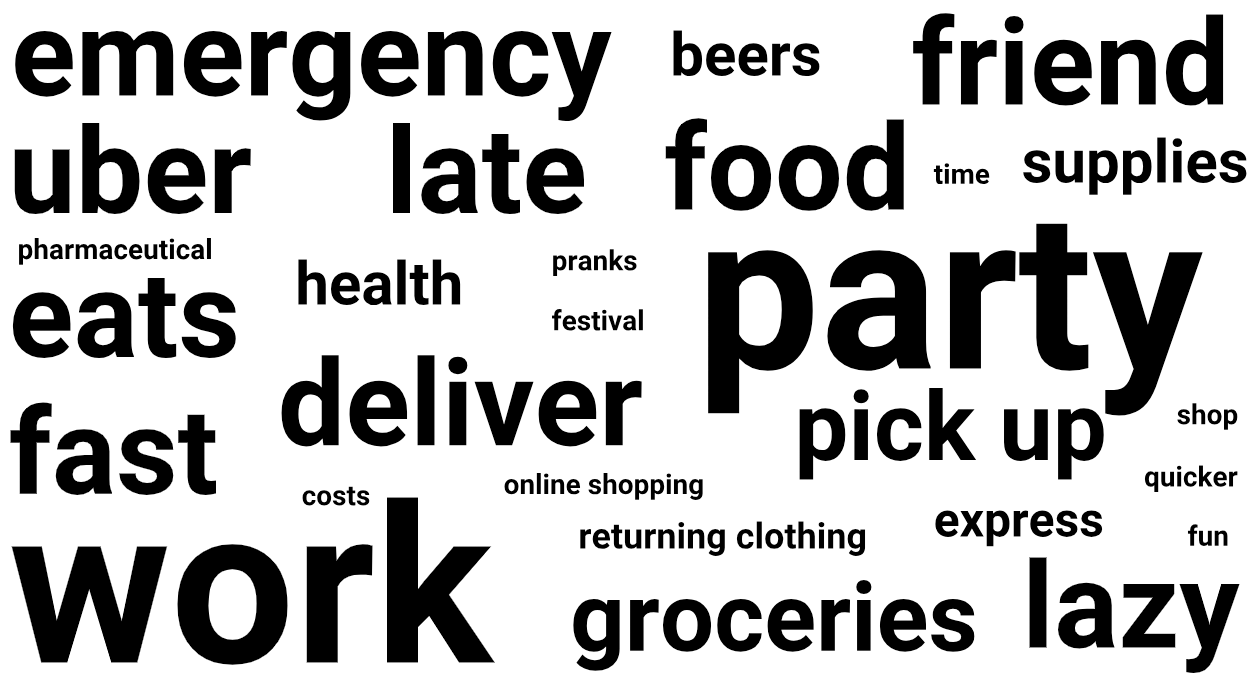 emergency beers friend
uber late food time supplies
pharmaceutical health pranks party
eats festival
deliver pick up
fast shop
costs online shopping quicker
work returning clothing express fun
groceries lazy